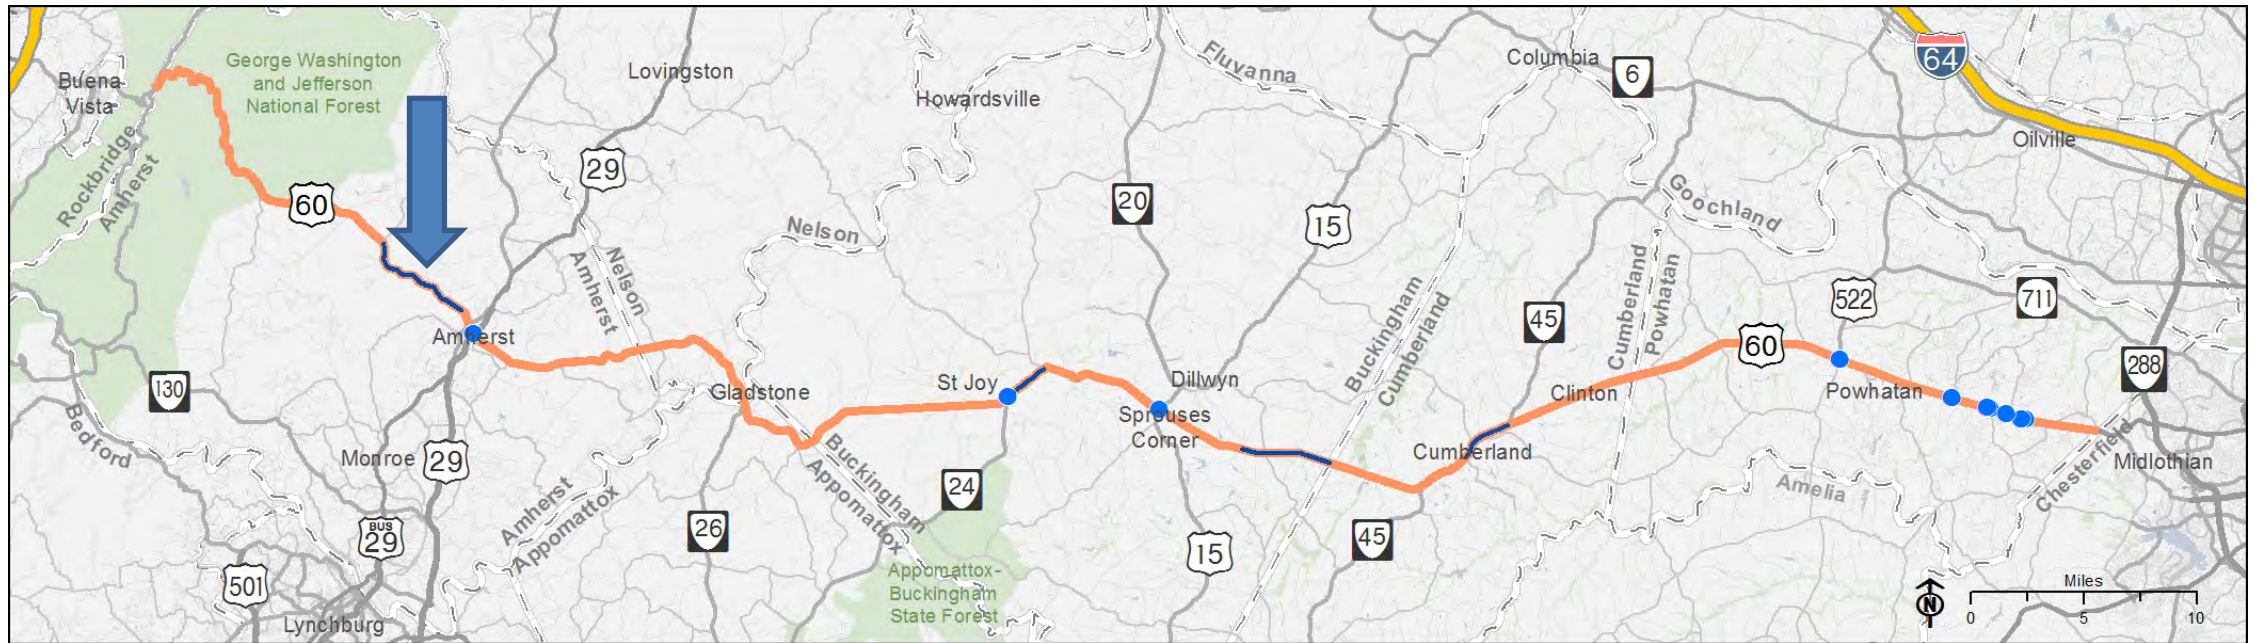 George Washington
and Jefferson
National Forest
Buena
Vista
Lovingston
Howardsville
Fluvanna
Columbia
6
64
Oilville
Rockbridge
Amherst
60
29
20
15
Nelson
Goochland
Nelson
Amherst
Buckingham
Cumberland
Cumberland
Powhatan
522
711
45
60
288
Amherst
130
Gladstone
St Joy
Dillwyn
Sprouses
Corner
Clinton
Powhatan
Bedford
Monroe
29
Buckingham
Appomattox
Cumberland
Midlothian
Chesterfield
Amelia
24
26
45
15
Amherst
Appomattox
BUS
29
501
Lynchburg
Appomattox-
Buckingham
State Forest
N
Miles
0 5 10